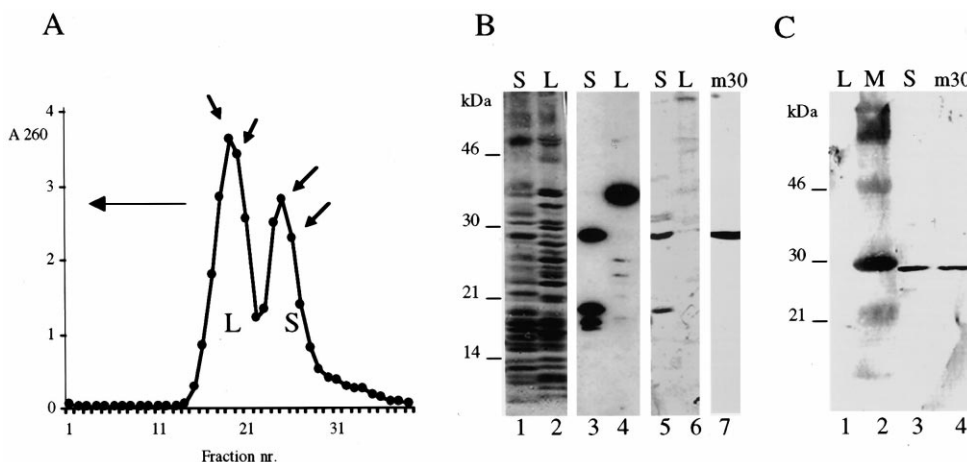 A
A 260
4
3
2
1
0
L
S
1
11
21
31
Fraction nr.
B
S L S L S L m30
kDa
46
30
21
14
1 2 3 4 5 6 7
C
L M S m30
kDa
46
30
21
1 2 3 4